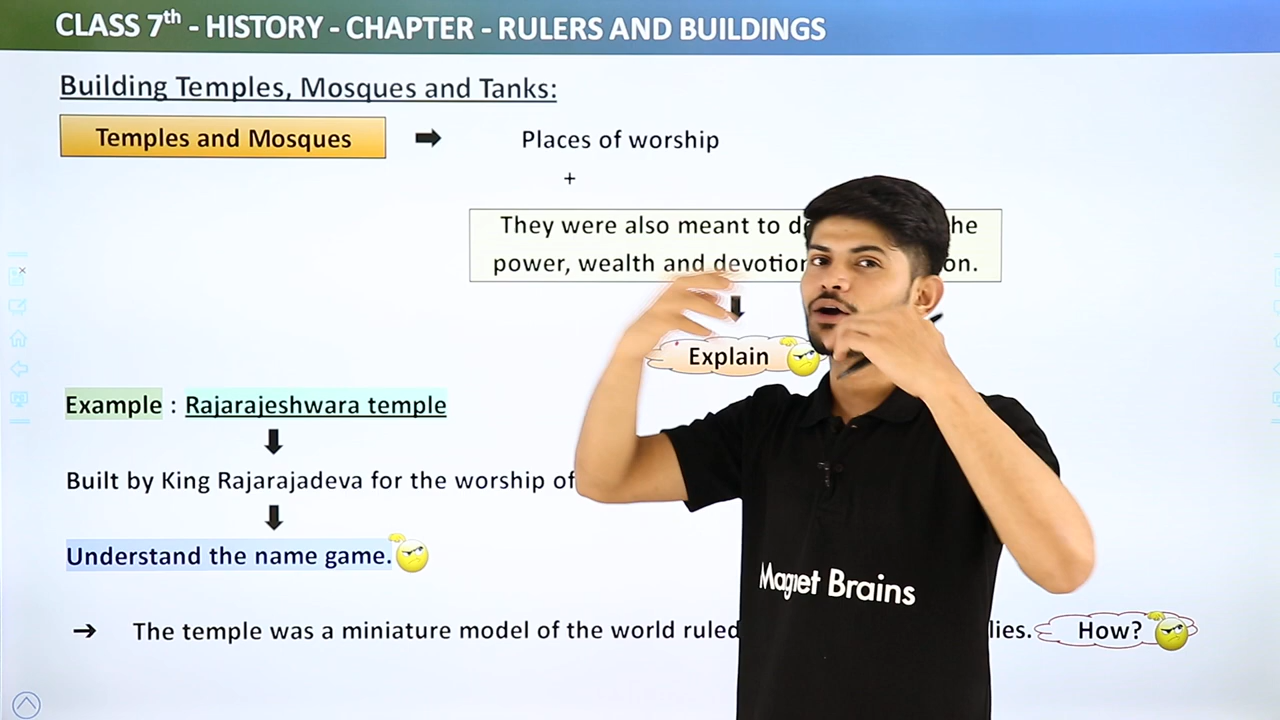 CLASS 7th - HISTORY - CHAPTER - RULERS AND BUILDINGS
Building Temples, Mosques and Tanks:
Temples and Mosques
Places of worship
+
They were also meant to
power, wealth and devotion
Explain
Example : Rajarajeshwara temple
Built by King Rajarajadeva for the worship of
Understand the name game.
The temple was a miniature model of the world ruled
How?
Magnet Brains